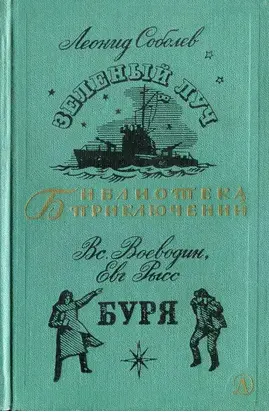 Леонид Соболев
ЗЕЛЕНЫЙ ЛУЧ
БИБЛИОТЕКА
ПРИКЛЮЧЕНИЙ
Вс. Воеводин,
Евг. Рысс
БУРЯ
Д